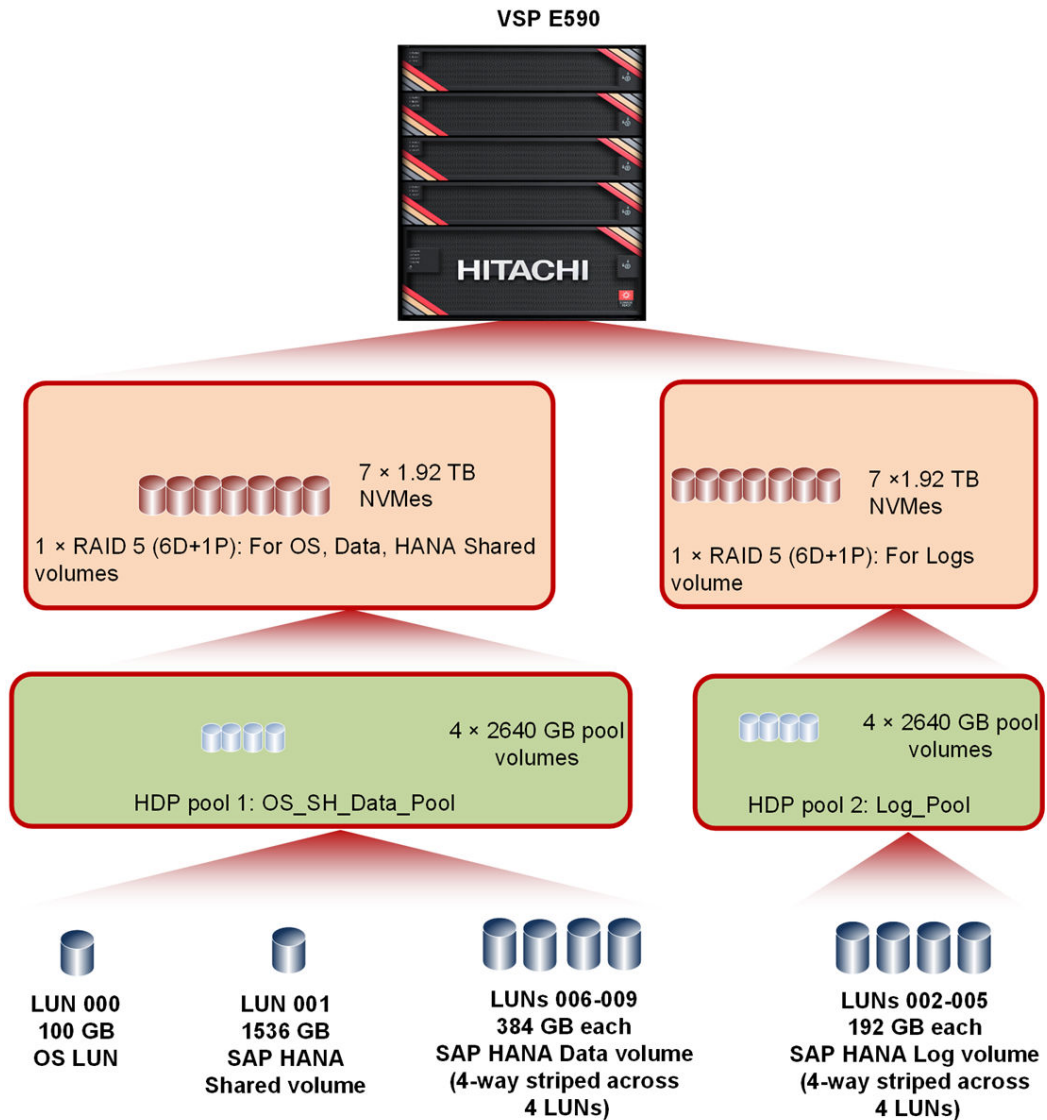 VSP E590
HITACHI
7 × 1.92 TB
NVMes
1 × RAID 5 (6D+1P): For OS, Data, HANA Shared
volumes
7 ×1.92 TB
NVMes
1 × RAID 5 (6D+1P): For Logs
volume
4 × 2640 GB pool
volumes
HDP pool 1: OS_SH_Data_Pool
4 × 2640 GB pool
volumes
HDP pool 2: Log_Pool
LUN 000
100 GB
OS LUN
LUN 001
1536 GB
SAP HANA
Shared volume
LUNs 006-009
384 GB each
SAP HANA Data volume
(4-way striped across
4 LUNs)
LUNs 002-005
192 GB each
SAP HANA Log volume
(4-way striped across
4 LUNs)